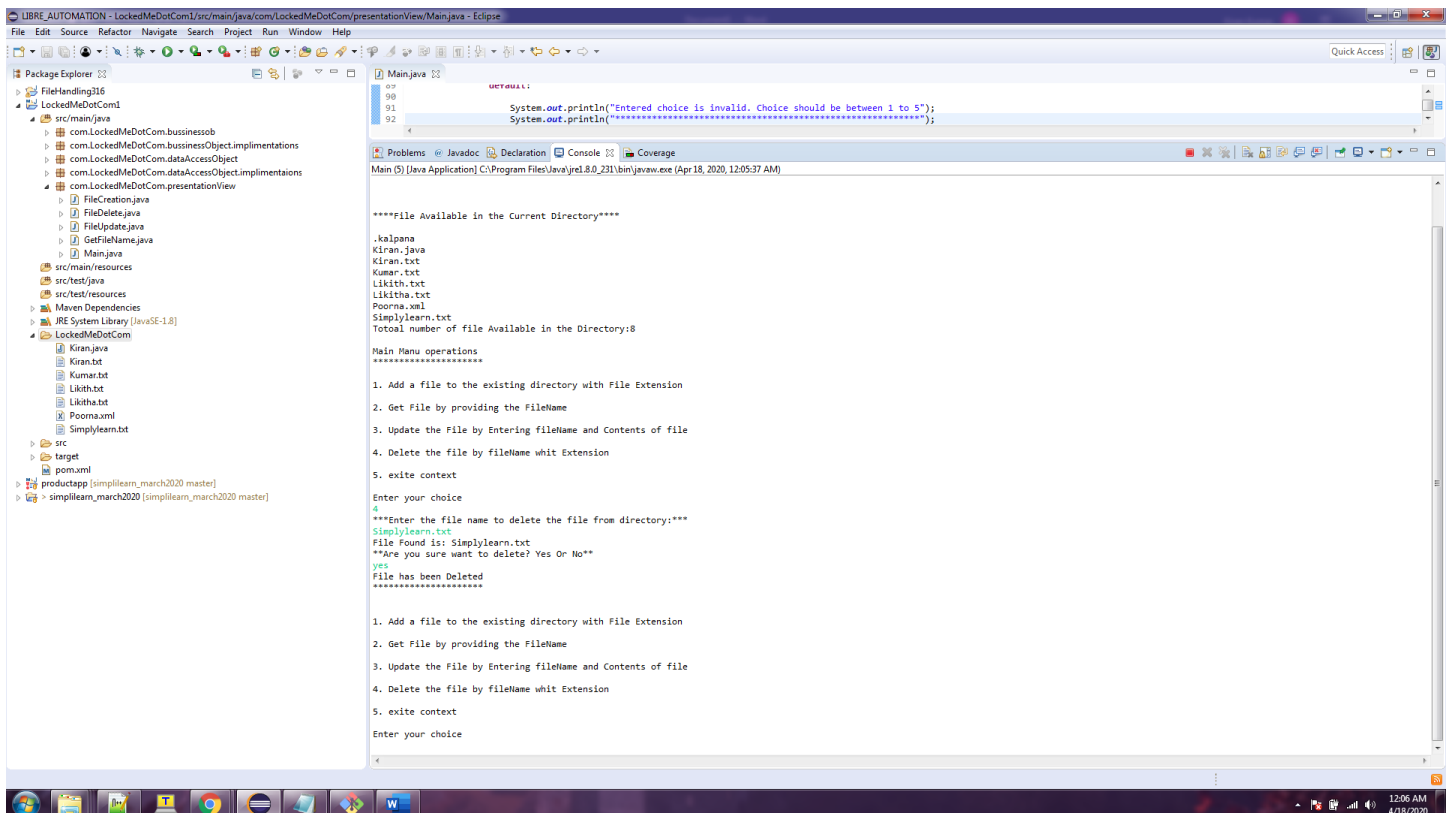 LIBRE_AUTOMATION - LockedMeDotCom1/src/main/java/com/LockedMeDotCom/presentationView/Main.java - Eclipse
File Edit Source Refactor Navigate Search Project Run Window Help
Quick Access
Package Explorer
FileHandling316
LockedMeDotCom1
src/main/java
com.LockedMeDotCom.bussinessob
com.LockedMeDotCom.bussinessObject.implimentations
com.LockedMeDotCom.dataAccessObject
com.LockedMeDotCom.dataAccessObject.implimentaions
com.LockedMeDotCom.presentationView
FileCreation.java
FileDelete.java
FileUpdate.java
GetFileName.java
Main.java
src/main/resources
src/test/java
src/test/resources
Maven Dependencies
JRE System Library [JavaSE-1.8]
LockedMeDotCom
Kiran.java
Kiran.txt
Kumar.txt
Likith.txt
Likitha.txt
Poorna.xml
Simplylearn.txt
src
target
pom.xml
productapp [simplilearn_march2020 master]
> simplilearn_march2020 [simplilearn_march2020 master]
Main.java
89 default:
90
91 System.out.println("Entered choice is invalid. Choice should be between 1 to 5");
92 System.out.println("**********************************************************");
Problems @ Javadoc Declaration Console Coverage
Main (5) [Java Application] C:\Program Files\Java\jre1.8.0_231\bin\javaw.exe (Apr 18, 2020, 12:05:37 AM)
****File Available in the Current Directory****
.kalpana
Kiran.java
Kiran.txt
Kumar.txt
Likith.txt
Likitha.txt
Poorna.xml
Simplylearn.txt
Totoal number of file Available in the Directory:8
Main Manu operations
*********************
1. Add a file to the existing directory with File Extension
2. Get File by providing the FileName
3. Update the File by Entering fileName and Contents of file
4. Delete the file by fileName whit Extension
5. exite context
Enter your choice
4
***Enter the file name to delete the file from directory:***
Simplylearn.txt
File Found is: Simplylearn.txt
**Are you sure want to delete? Yes Or No**
yes
File has been Deleted
*********************
1. Add a file to the existing directory with File Extension
2. Get File by providing the FileName
3. Update the File by Entering fileName and Contents of file
4. Delete the file by fileName whit Extension
5. exite context
Enter your choice
12:06 AM
4/18/2020